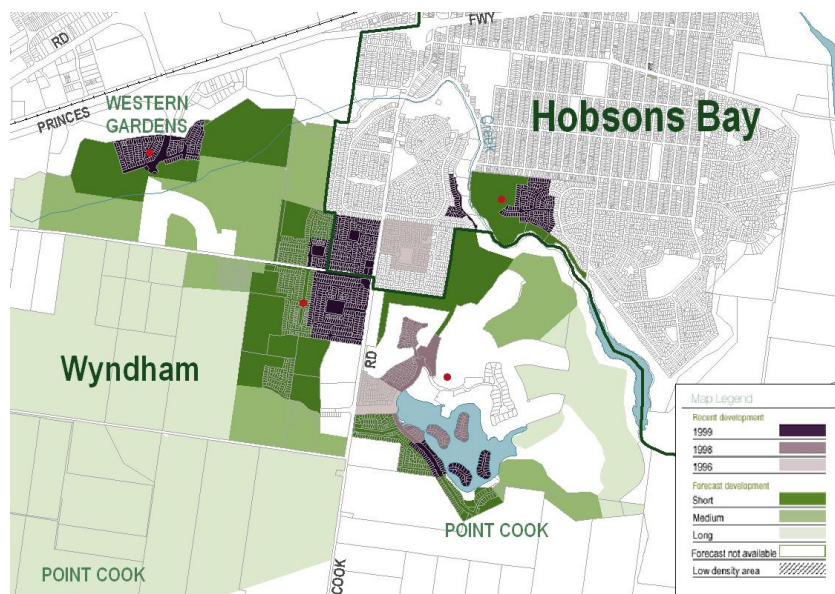 RD
FWY
PRINCES
WESTERN
GARDENS
Creek
Hobsons Bay
Wyndham
RD
POINT COOK
POINT COOK
COOK
Map Legend
Recent development
1999
1998
1996
Forecast development
Short
Medium
Long
Forecast not available
Low density area